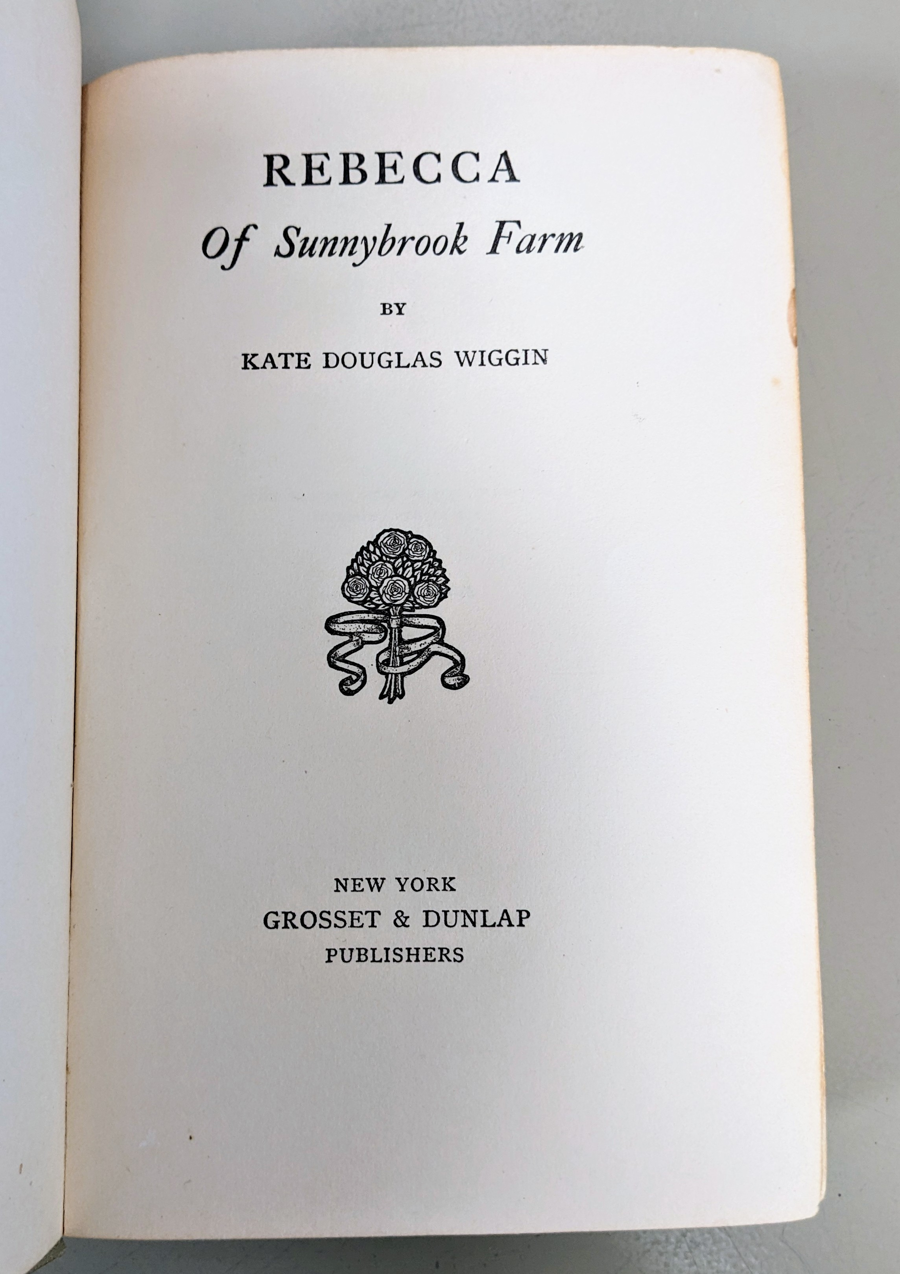 REBECCA
Of Sunnybrook Farm
BY
KATE DOUGLAS WIGGIN
NEW YORK
GROSSET & DUNLAP
PUBLISHERS